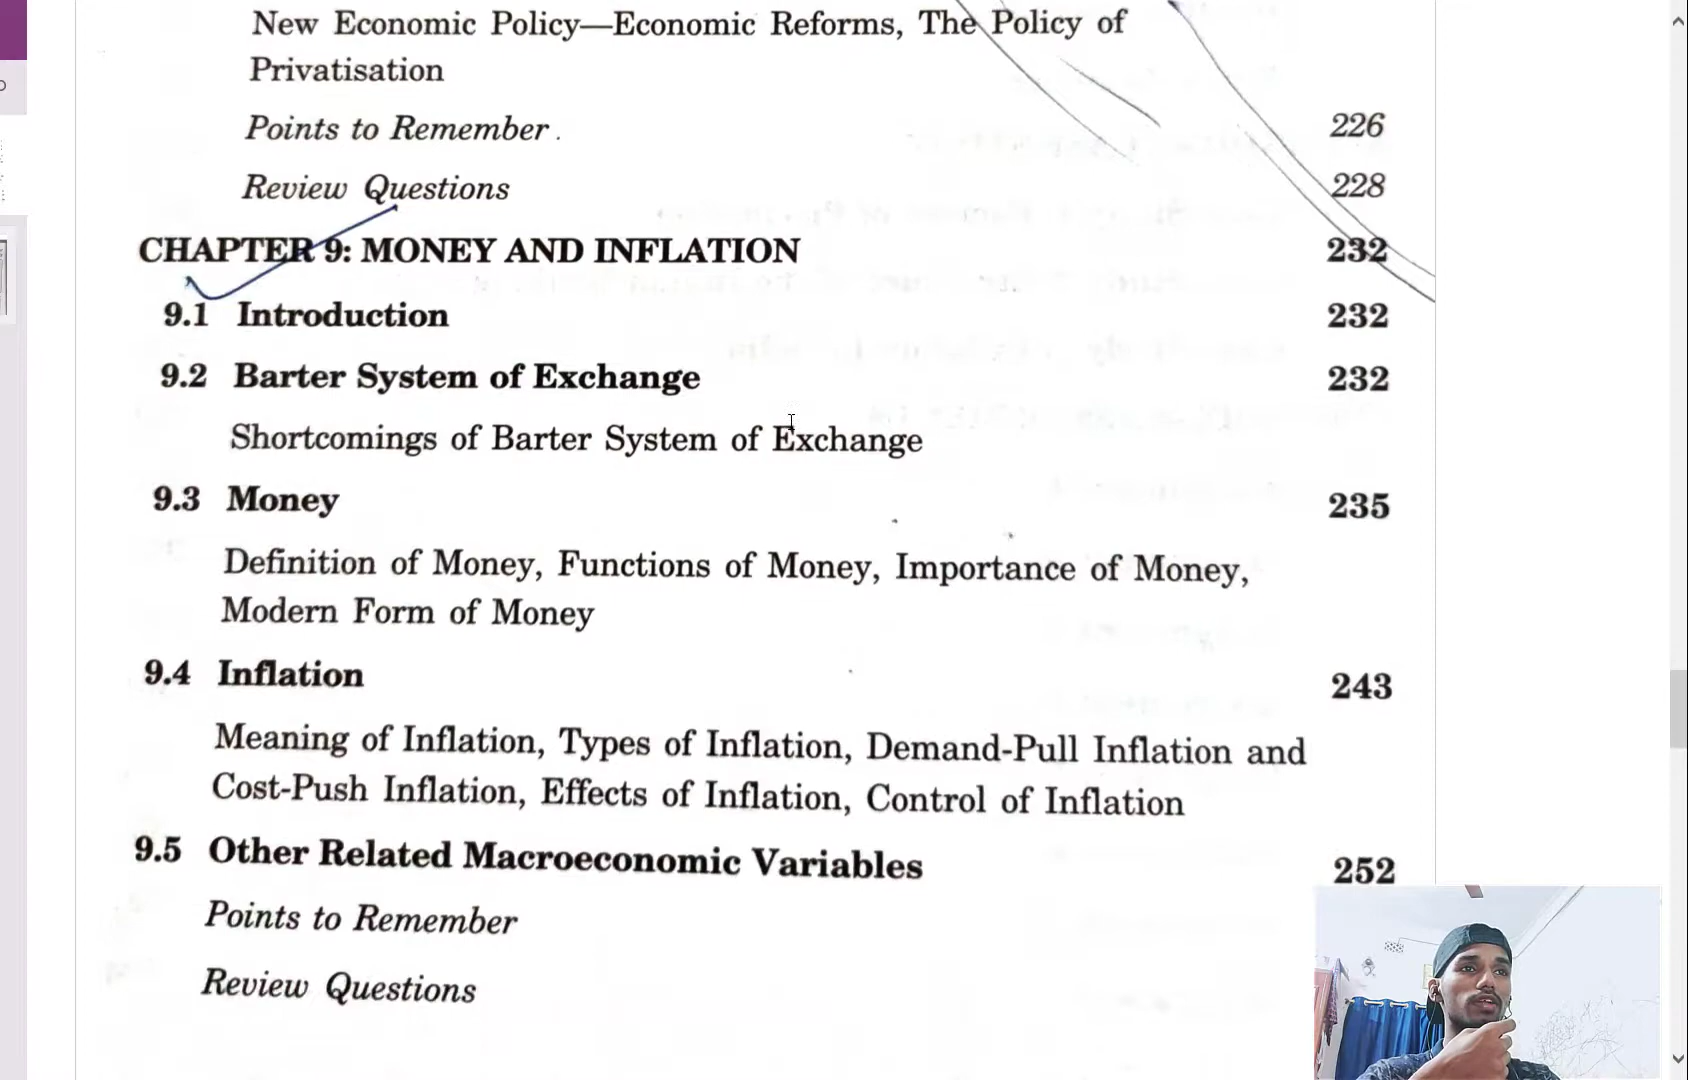 New Economic Policy—Economic Reforms, The Policy of
Privatisation
Points to Remember. 226
Review Questions 228
CHAPTER 9: MONEY AND INFLATION 232
9.1 Introduction 232
9.2 Barter System of Exchange 232
Shortcomings of Barter System of Exchange
9.3 Money 235
Definition of Money, Functions of Money, Importance of Money,
Modern Form of Money
9.4 Inflation 243
Meaning of Inflation, Types of Inflation, Demand-Pull Inflation and
Cost-Push Inflation, Effects of Inflation, Control of Inflation
9.5 Other Related Macroeconomic Variables 252
Points to Remember
Review Questions